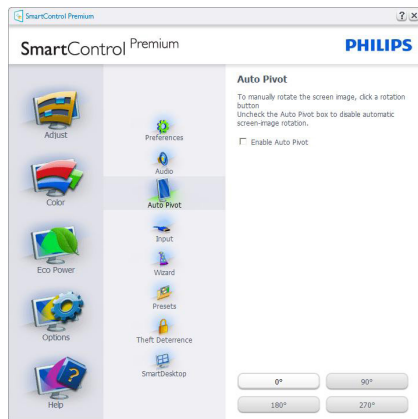 SmartControl Premium
SmartControl Premium
PHILIPS
Adjust
Color
Eco Power
Options
Help
Preferences
Audio
Auto Pivot
Input
Wizard
Presets
Theft Deterrence
SmartDesktop
Auto Pivot
To manually rotate the screen image, click a rotation
button
Uncheck the Auto Pivot box to disable automatic
screen-image rotation.
Enable Auto Pivot
0°
90°
180°
270°